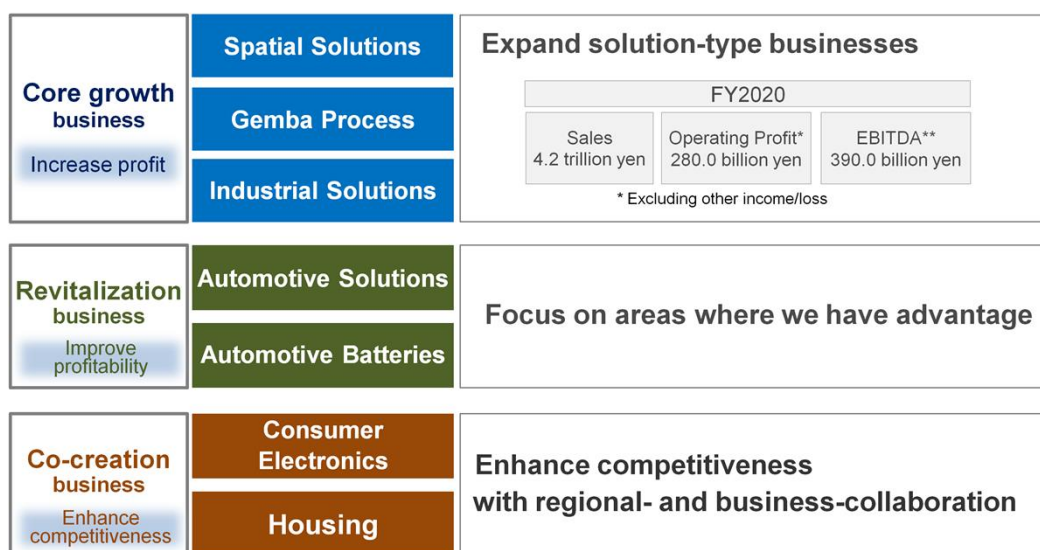 Core growth
business
Increase profit
Spatial Solutions
Gemba Process
Industrial Solutions
Expand solution-type businesses
FY2020
Sales
4.2 trillion yen
Operating Profit*
280.0 billion yen
EBITDA**
390.0 billion yen
* Excluding other income/loss
Revitalization
business
Improve
profitability
Automotive Solutions
Automotive Batteries
Focus on areas where we have advantage
Co-creation
business
Enhance
competitiveness
Consumer
Electronics
Housing
Enhance competitiveness
with regional- and business-collaboration